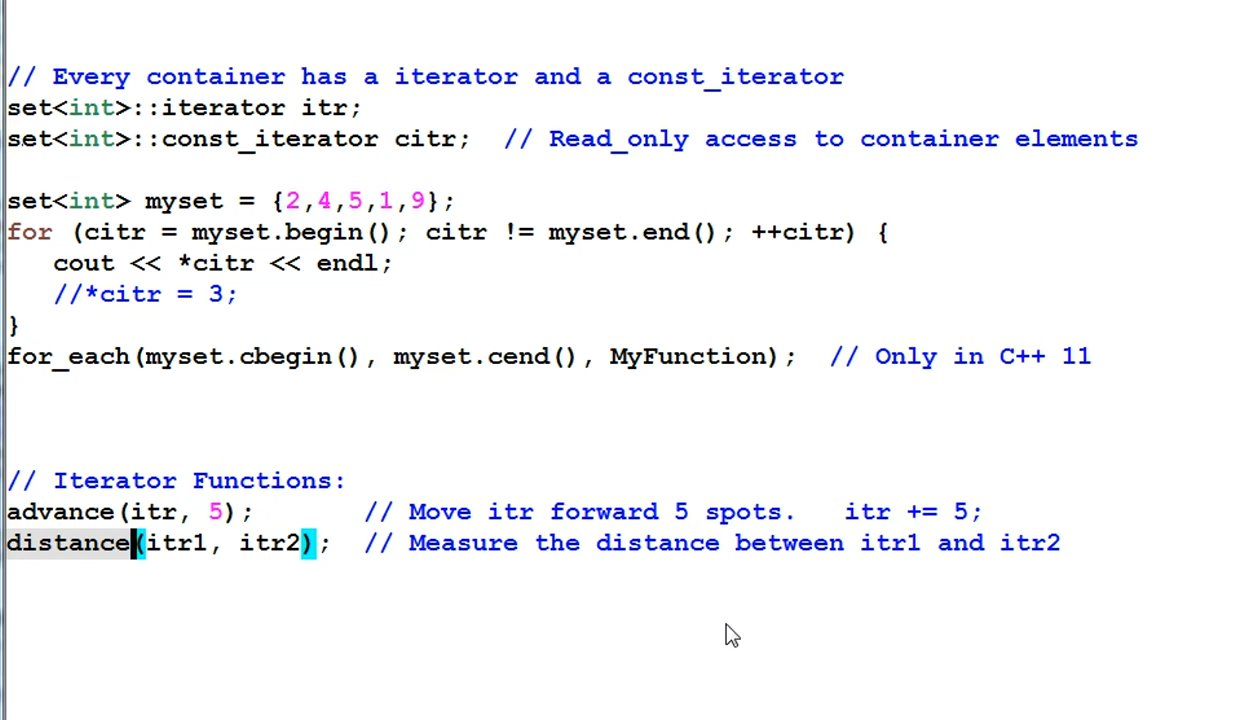 // Every container has a iterator and a const_iterator
set<int>::iterator itr;
set<int>::const_iterator citr;  // Read_only access to container elements
set<int> myset = {2,4,5,1,9};
for (citr = myset.begin(); citr != myset.end(); ++citr) {
   cout << *citr << endl;
   //*citr = 3;
}
for_each(myset.cbegin(), myset.cend(), MyFunction);  // Only in C++ 11
// Iterator Functions:
advance(itr, 5);       // Move itr forward 5 spots.   itr += 5;
distance(itr1, itr2);  // Measure the distance between itr1 and itr2